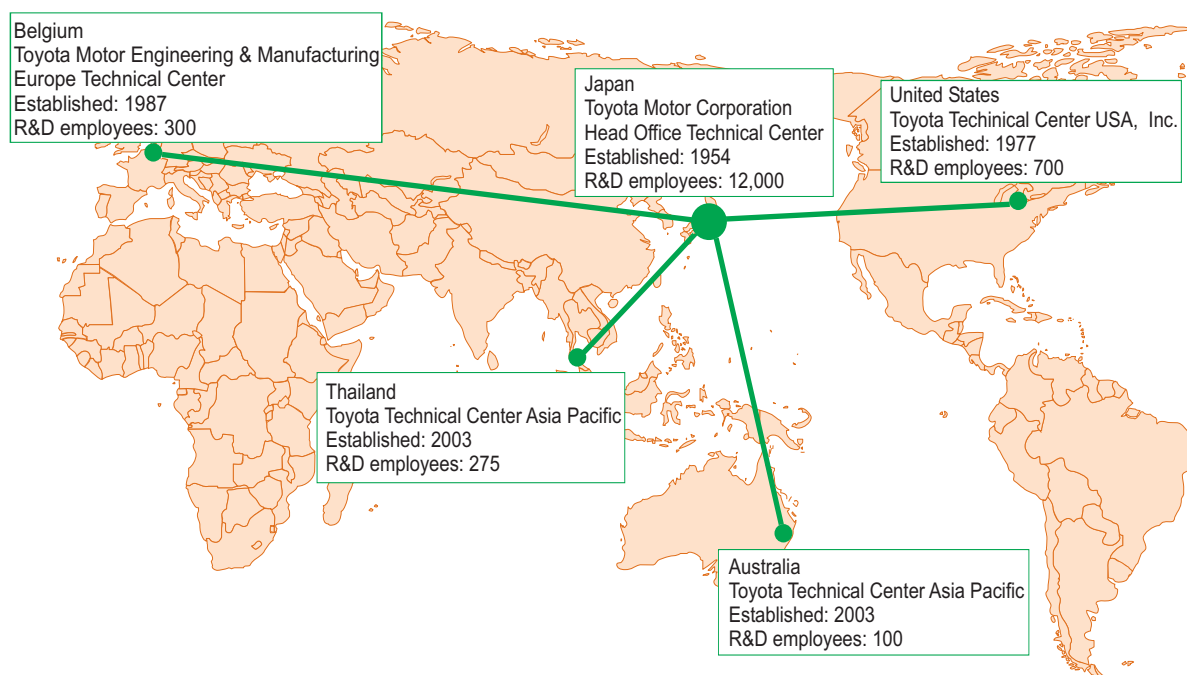 Belgium
Toyota Motor Engineering & Manufacturing
Europe Technical Center
Established: 1987
R&D employees: 300
Japan
Toyota Motor Corporation
Head Office Technical Center
Established: 1954
R&D employees: 12,000
United States
Toyota Techinical Center USA, Inc.
Established: 1977
R&D employees: 700
Thailand
Toyota Technical Center Asia Pacific
Established: 2003
R&D employees: 275
Australia
Toyota Technical Center Asia Pacific
Established: 2003
R&D employees: 100